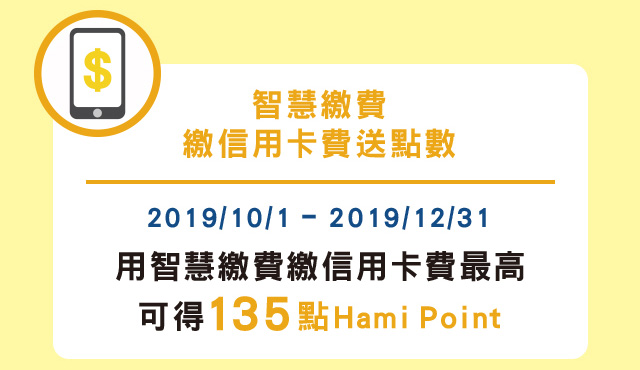 $
智慧繳費
繳信用卡費送點數
2019/10/1 – 2019/12/31
用智慧繳費繳信用卡費最高
可得135點Hami Point